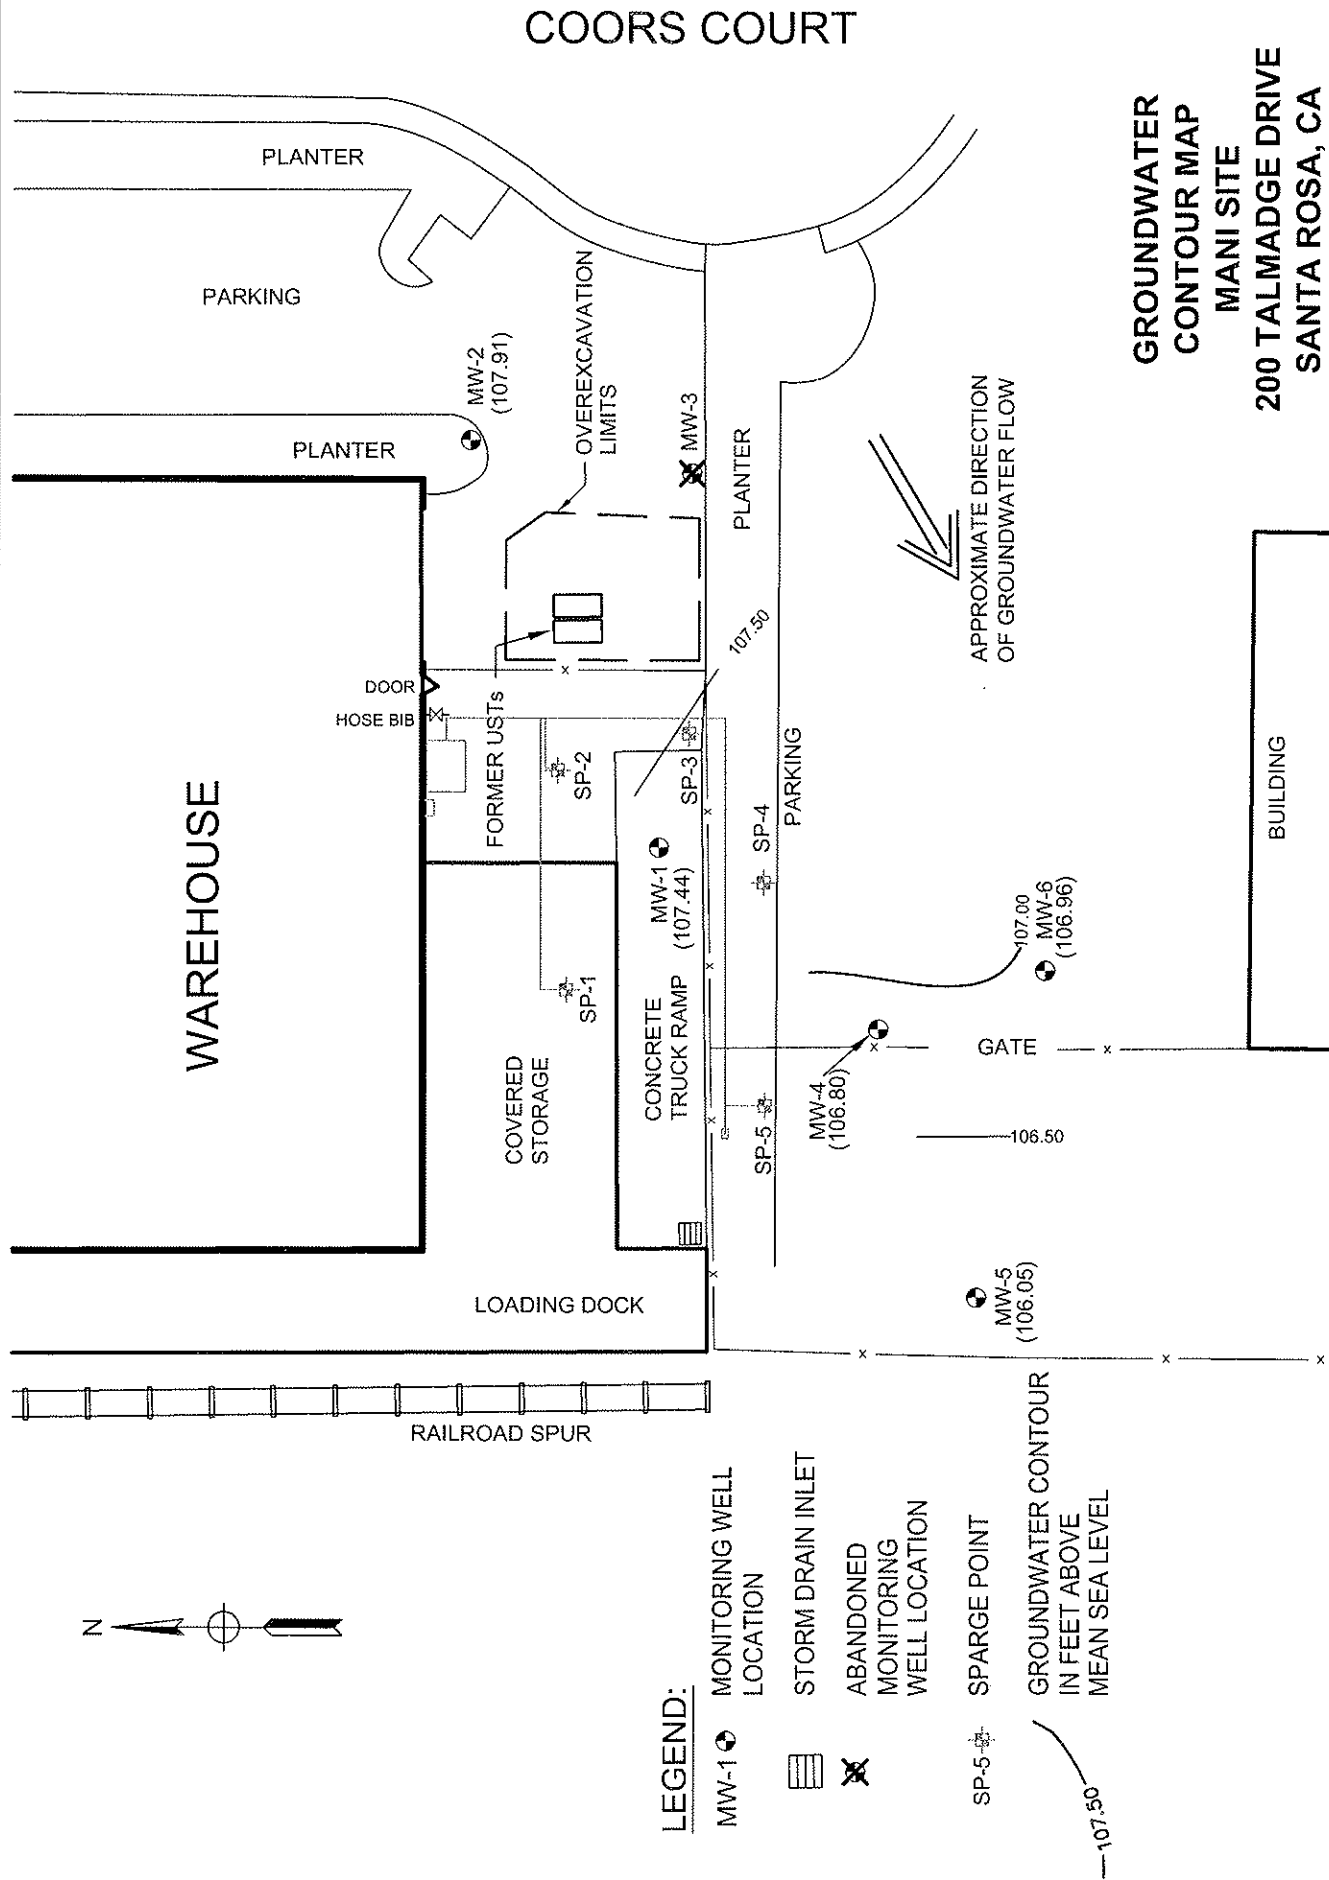 COORS COURT
GROUNDWATER
CONTOUR MAP
MANI SITE
200 TALMADGE DRIVE
SANTA ROSA, CA
PLANTER
PARKING
MW-2
(107.91)
OVEREXCAVATION
LIMITS
PLANTER
MW-3
PLANTER
APPROXIMATE DIRECTION
OF GROUNDWATER FLOW
107.50
x
DOOR
HOSE BIB
FORMER USTs
SP-2
SP-3
SP-4
PARKING
BUILDING
WAREHOUSE
x
MW-1
(107.44)
SP-1
COVERED
STORAGE
CONCRETE
TRUCK RAMP
x
107.00
MW-6
(106.96)
x
GATE
x
MW-4
(106.80)
x
SP-5
106.50
x
LOADING DOCK
MW-5
(106.05)
x
x
x
RAILROAD SPUR
N
LEGEND:
MW-1
MONITORING WELL
LOCATION
STORM DRAIN INLET
ABANDONED
MONITORING
WELL LOCATION
SP-5
SPARGE POINT
107.50
GROUNDWATER CONTOUR
IN FEET ABOVE
MEAN SEA LEVEL